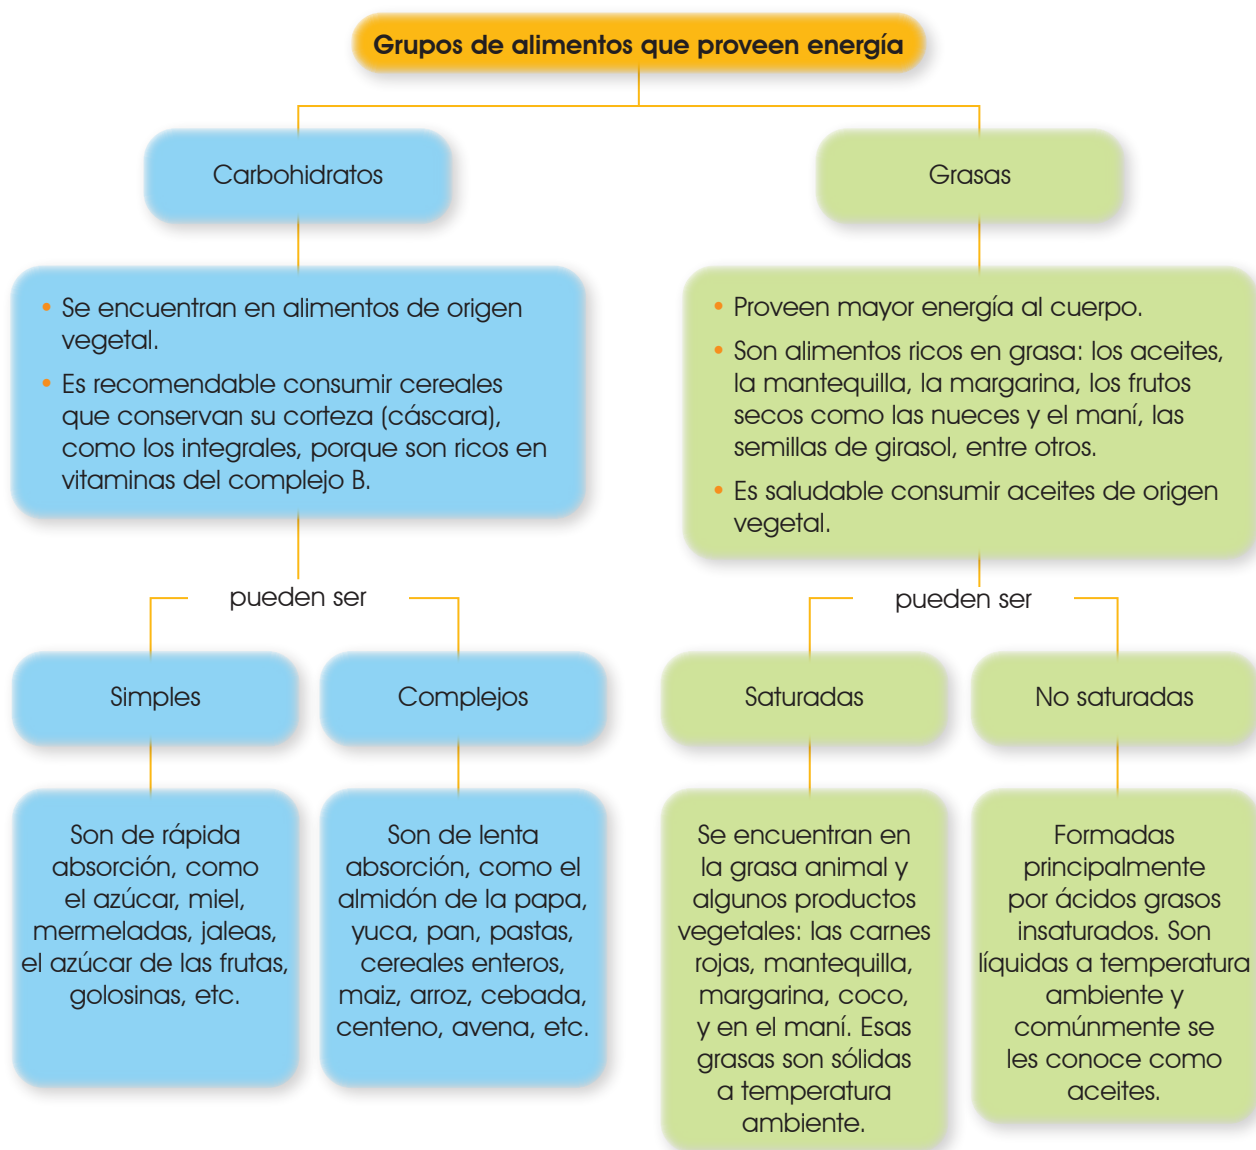 Grupos de alimentos que proveen energía
Carbohidratos
• Se encuentran en alimentos de origen
vegetal.
• Es recomendable consumir cereales
que conservan su corteza (cáscara),
como los integrales, porque son ricos en
vitaminas del complejo B.
pueden ser
Simples
Son de rápida
absorción, como
el azúcar, miel,
mermeladas, jaleas,
el azúcar de las frutas,
golosinas, etc.
Complejos
Son de lenta
absorción, como el
almidón de la papa,
yuca, pan, pastas,
cereales enteros,
maiz, arroz, cebada,
centeno, avena, etc.
Grasas
• Proveen mayor energía al cuerpo.
• Son alimentos ricos en grasa: los aceites,
la mantequilla, la margarina, los frutos
secos como las nueces y el maní, las
semillas de girasol, entre otros.
• Es saludable consumir aceites de origen
vegetal.
pueden ser
Saturadas
Se encuentran en
la grasa animal y
algunos productos
vegetales: las carnes
rojas, mantequilla,
margarina, coco,
y en el maní. Esas
grasas son sólidas
a temperatura
ambiente.
No saturadas
Formadas
principalmente
por ácidos grasos
insaturados. Son
líquidas a temperatura
ambiente y
comúnmente se
les conoce como
aceites.